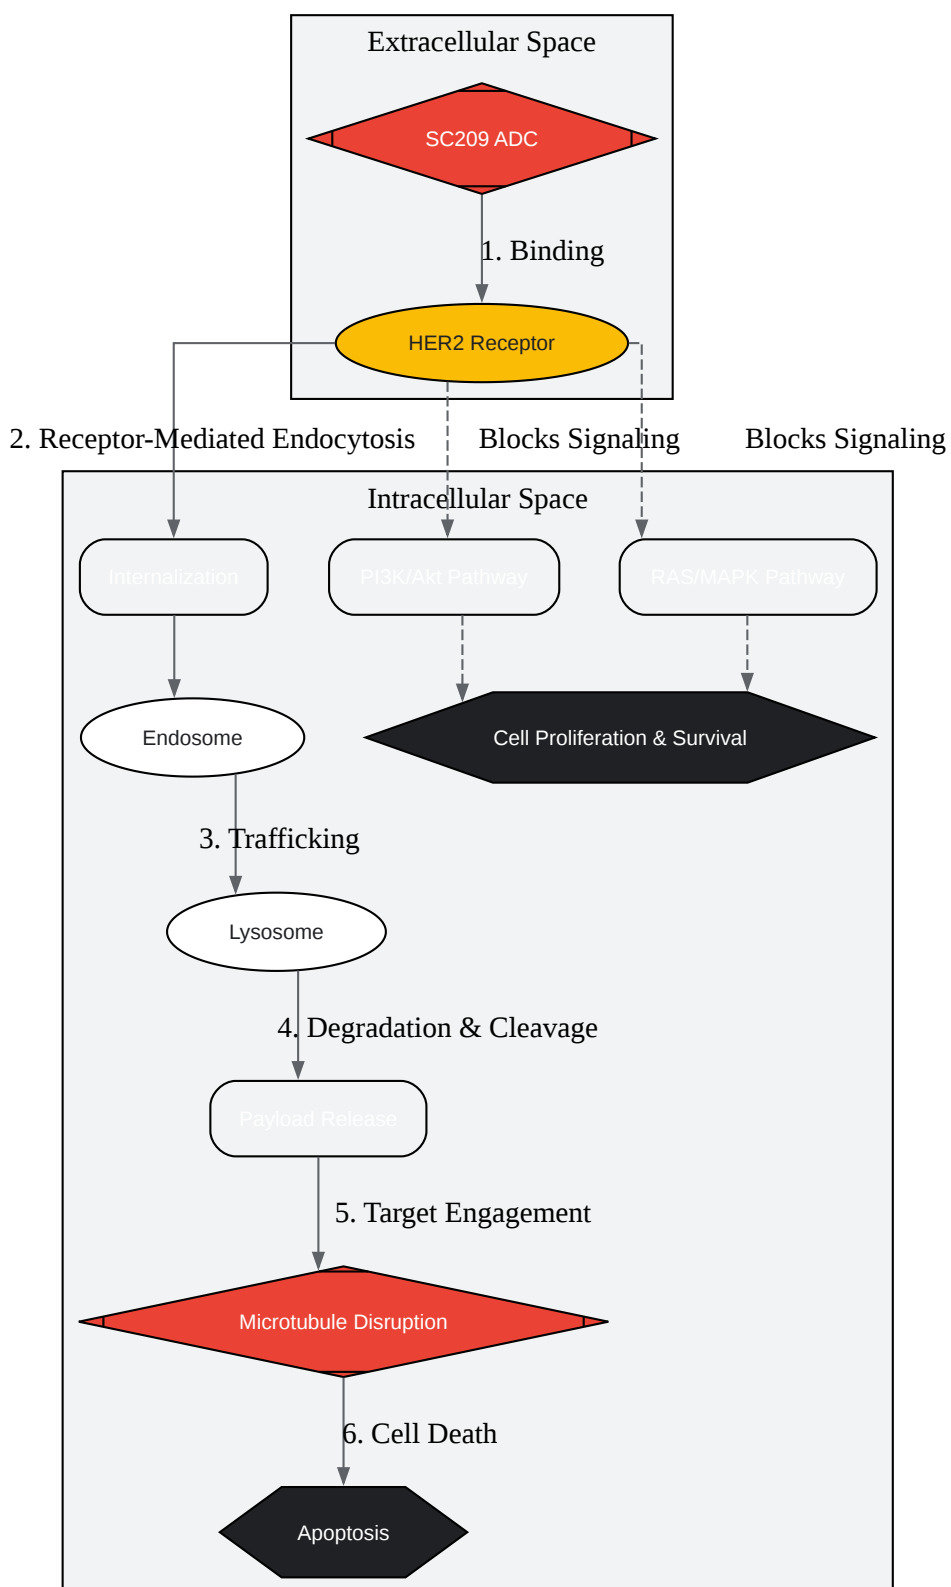 Extracellular Space
SC209 ADC
1. Binding
HER2 Receptor
2. Receptor-Mediated Endocytosis
Blocks Signaling
Blocks Signaling
Intracellular Space
Internalization
PI3K/Akt Pathway
RAS/MAPK Pathway
Endosome
Cell Proliferation & Survival
3. Trafficking
Lysosome
4. Degradation & Cleavage
Payload Release
5. Target Engagement
Microtubule Disruption
6. Cell Death
Apoptosis